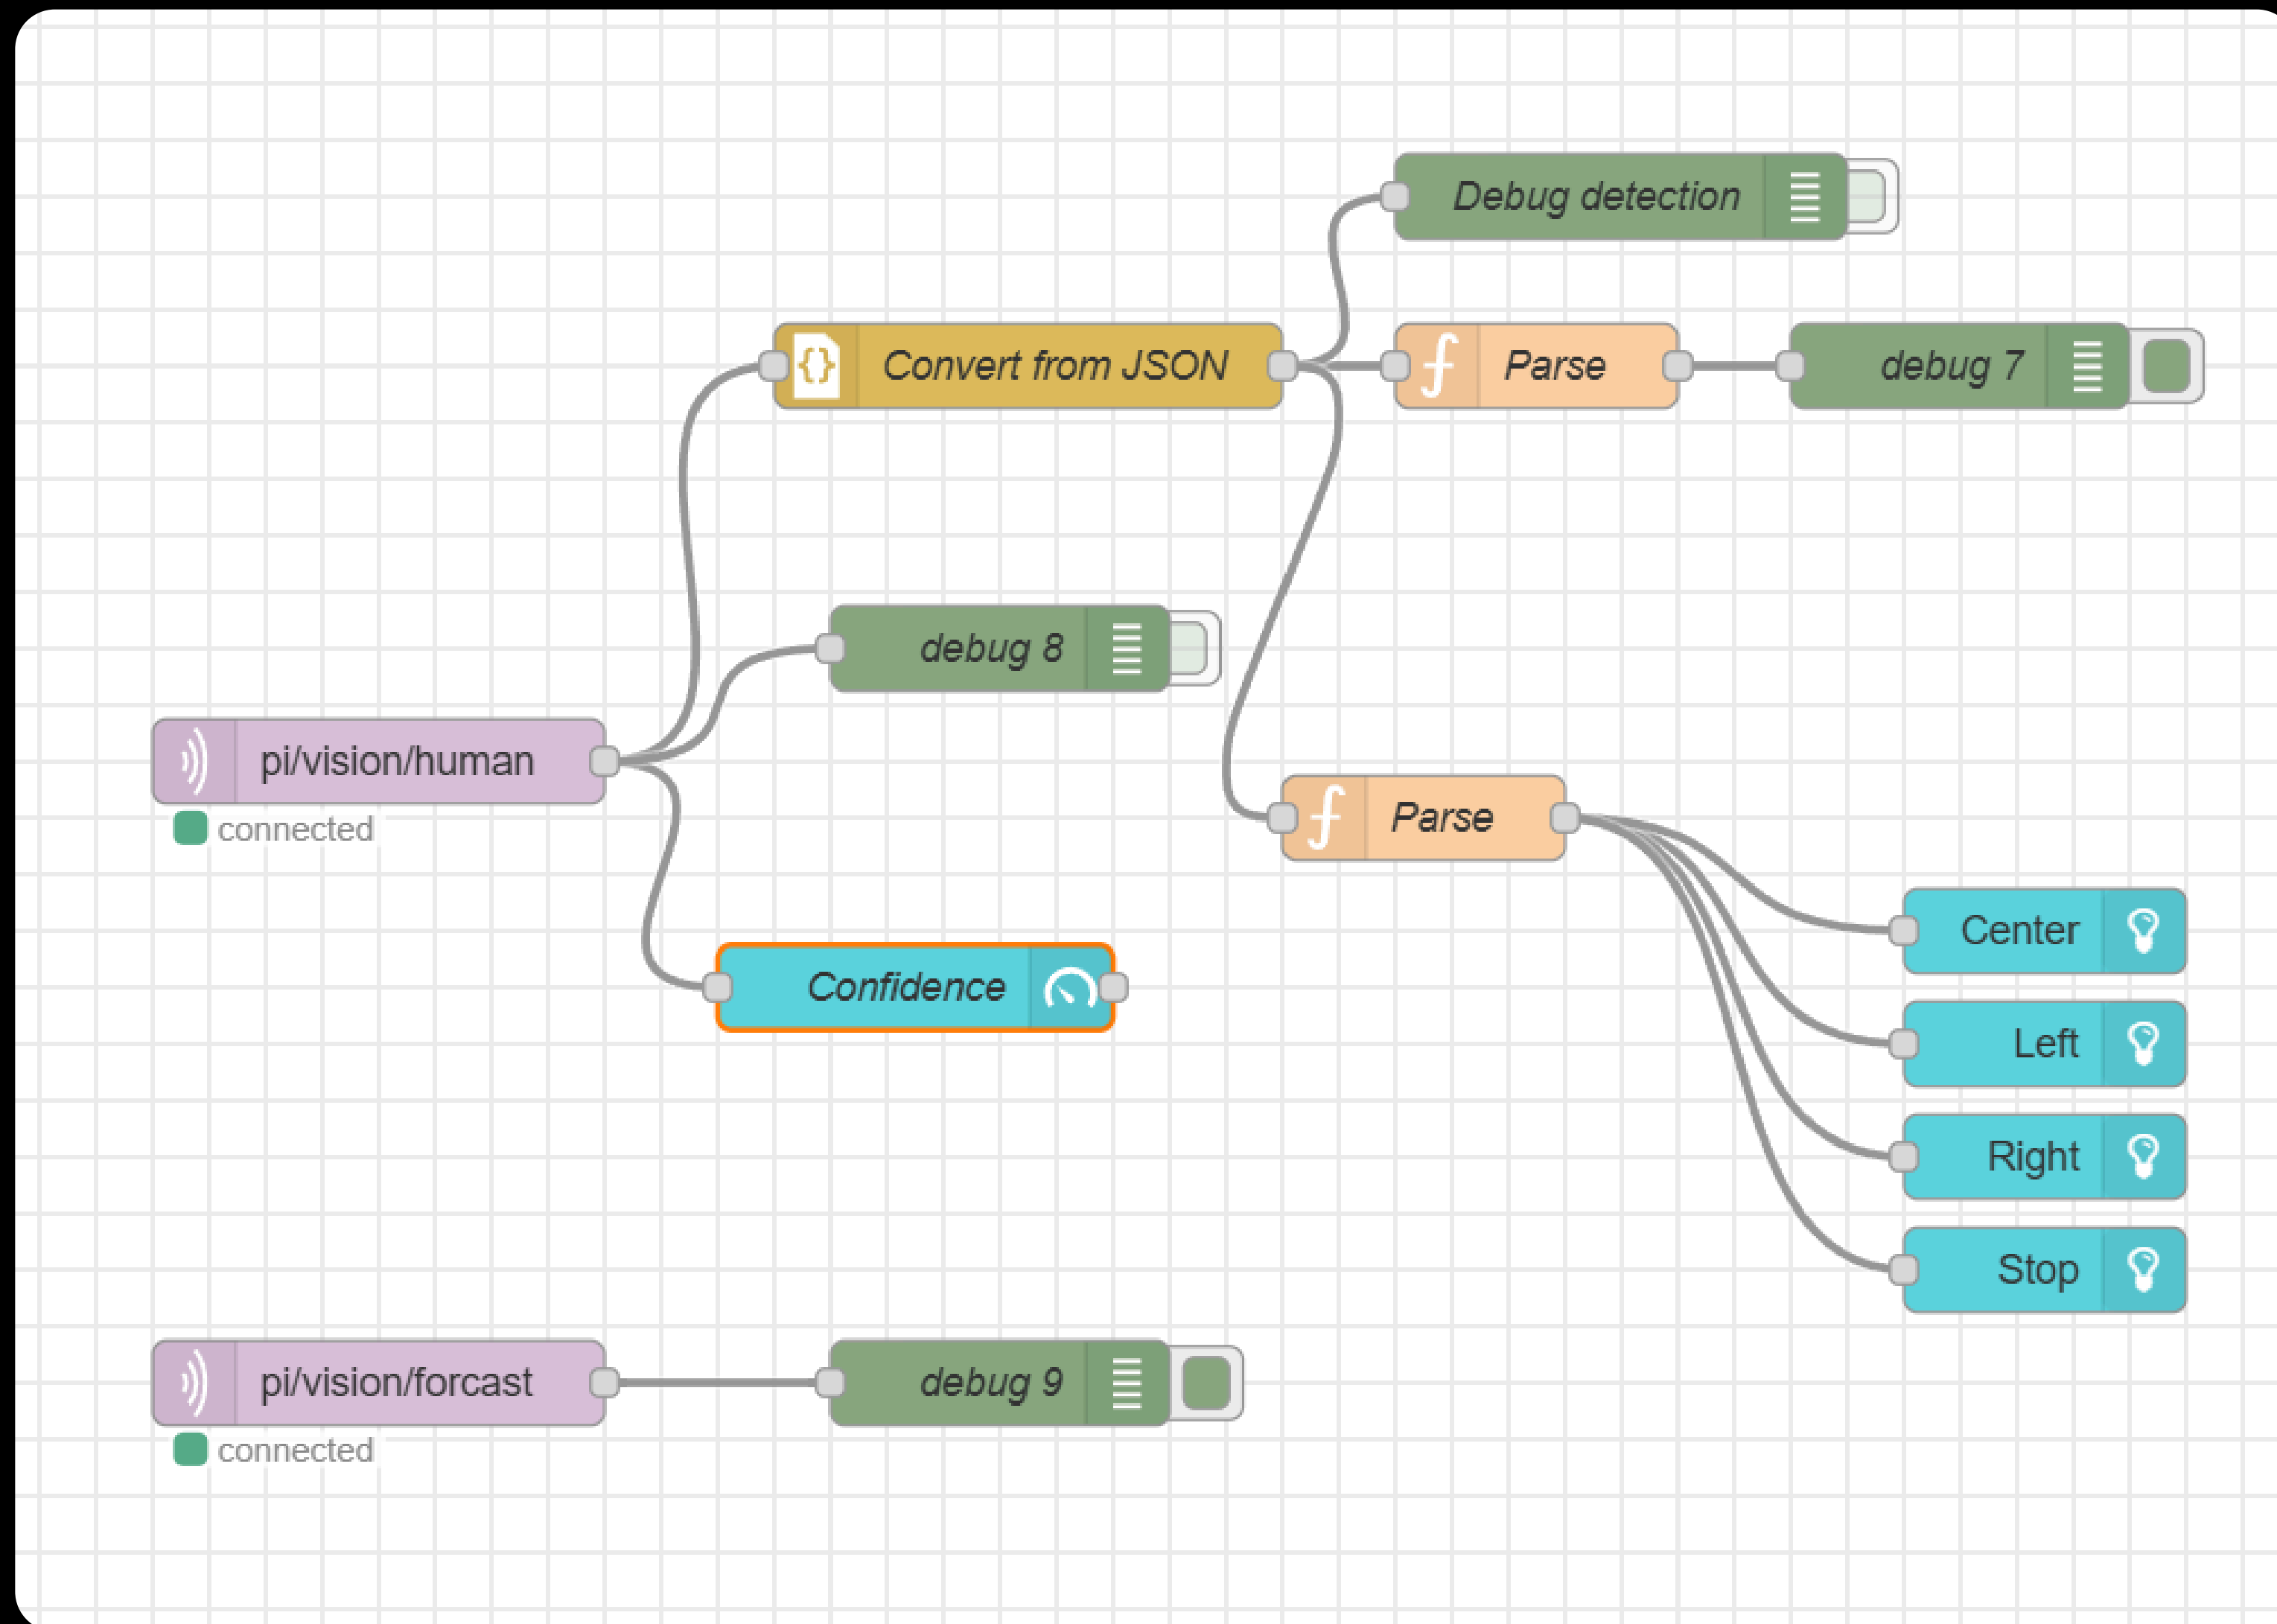 Debug detection
Convert from JSON
Parse
debug 7
debug 8
pi/vision/human
connected
Parse
Center
Confidence
Left
Right
Stop
pi/vision/forcast
debug 9
connected